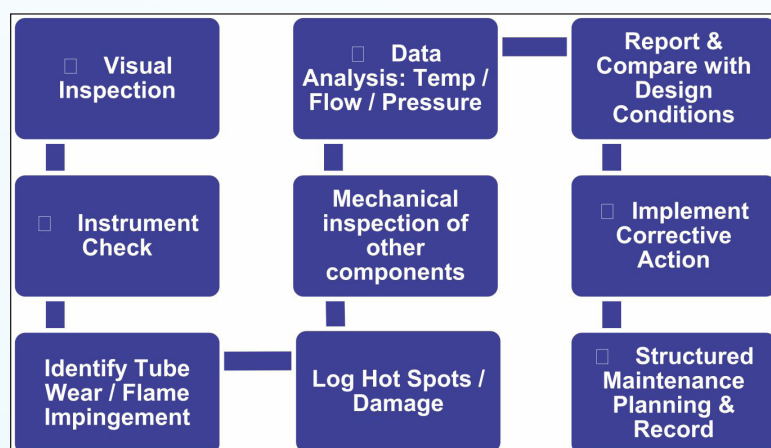 Visual
Inspection
Instrument
Check
Identify Tube
Wear / Flame
Impingement
Log Hot Spots /
Damage
Mechanical
inspection of
other
components
Data
Analysis: Temp /
Flow / Pressure
Report &
Compare with
Design
Conditions
Implement
Corrective
Action
Structured
Maintenance
Planning &
Record